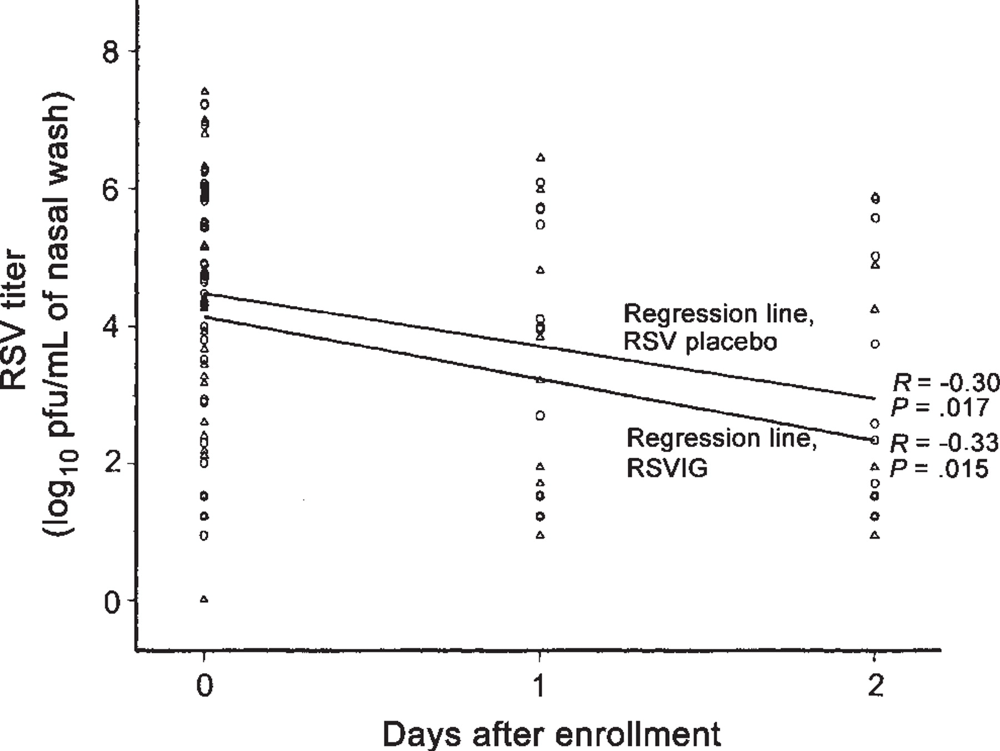 RSV titer
(log10 pfu/mL of nasal wash)
8
6
4
2
0
Regression line,
RSV placebo
R = -0.30
P = .017
Regression line,
RSVIG
R = -0.33
P = .015
0 1 2
Days after enrollment